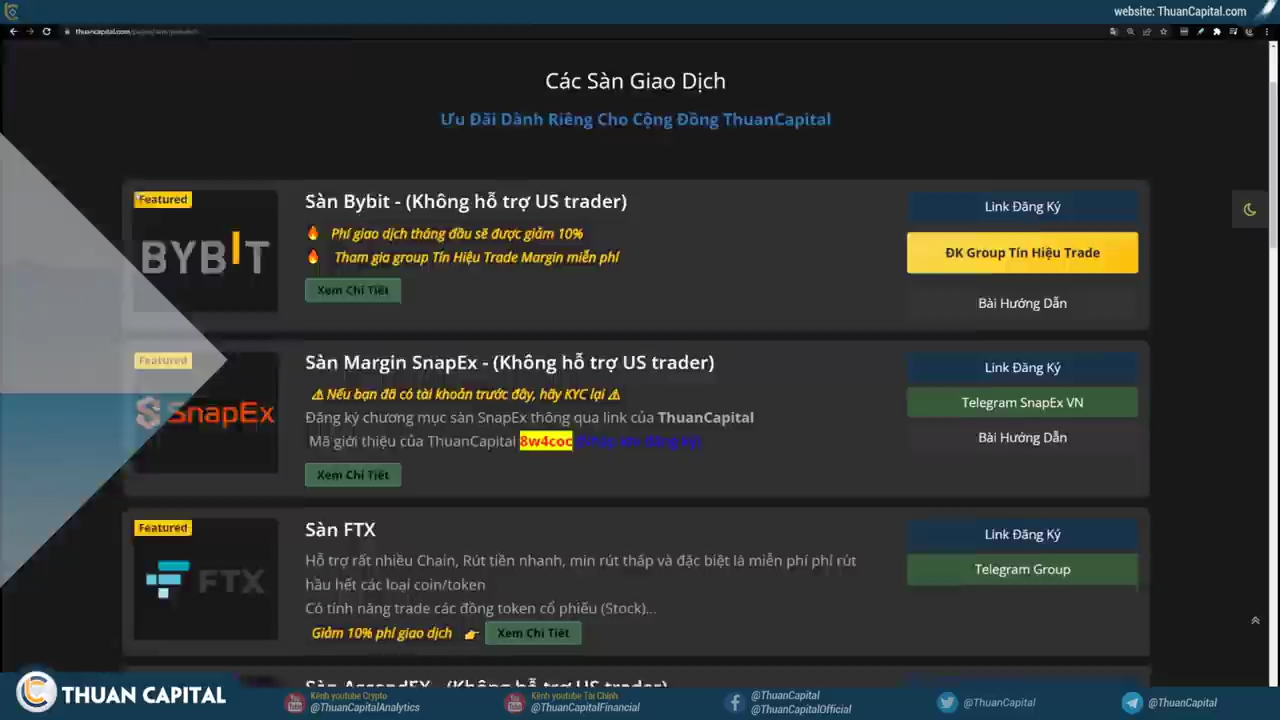 website: ThuanCapital.com
Các Sàn Giao Dịch
Ưu Đãi Dành Riêng Cho Cộng Đồng ThuanCapital
Featured
BYBIT
Sàn Bybit - (Không hỗ trợ US trader)
Phí giao dịch tháng đầu sẽ được giảm 10%
Tham gia group Tín Hiệu Trade Margin miễn phí
Xem Chi Tiết
Link Đăng Ký
ĐK Group Tín Hiệu Trade
Bài Hướng Dẫn
Featured
SnapEx
Sàn Margin SnapEx - (Không hỗ trợ US trader)
⚠ Nếu bạn đã có tài khoản trước đây, hãy KYC lại ⚠
Đăng ký chương mục sàn SnapEx thông qua link của ThuanCapital
Mã giới thiệu của ThuanCapital 8w4coc
Xem Chi Tiết
Link Đăng Ký
Telegram SnapEx VN
Bài Hướng Dẫn
Featured
FTX
Sàn FTX
Hỗ trợ rất nhiều Chain, Rút tiền nhanh, min rút thấp và đặc biệt là miễn phí phí rút
hầu hết các loại coin/token
Có tính năng trade các đồng token cổ phiếu (Stock)...
Giảm 10% phí giao dịch 👉 Xem Chi Tiết
Link Đăng Ký
Telegram Group
Sàn AscendEX - (Không hỗ trợ US trader)
THUAN CAPITAL
Kênh youtube Crypto
@ThuanCapitalAnalytics
Kênh youtube Tài Chính
@ThuanCapitalFinancial
@ThuanCapital
@ThuanCapitalOfficial
@ThuanCapital
@ThuanCapital